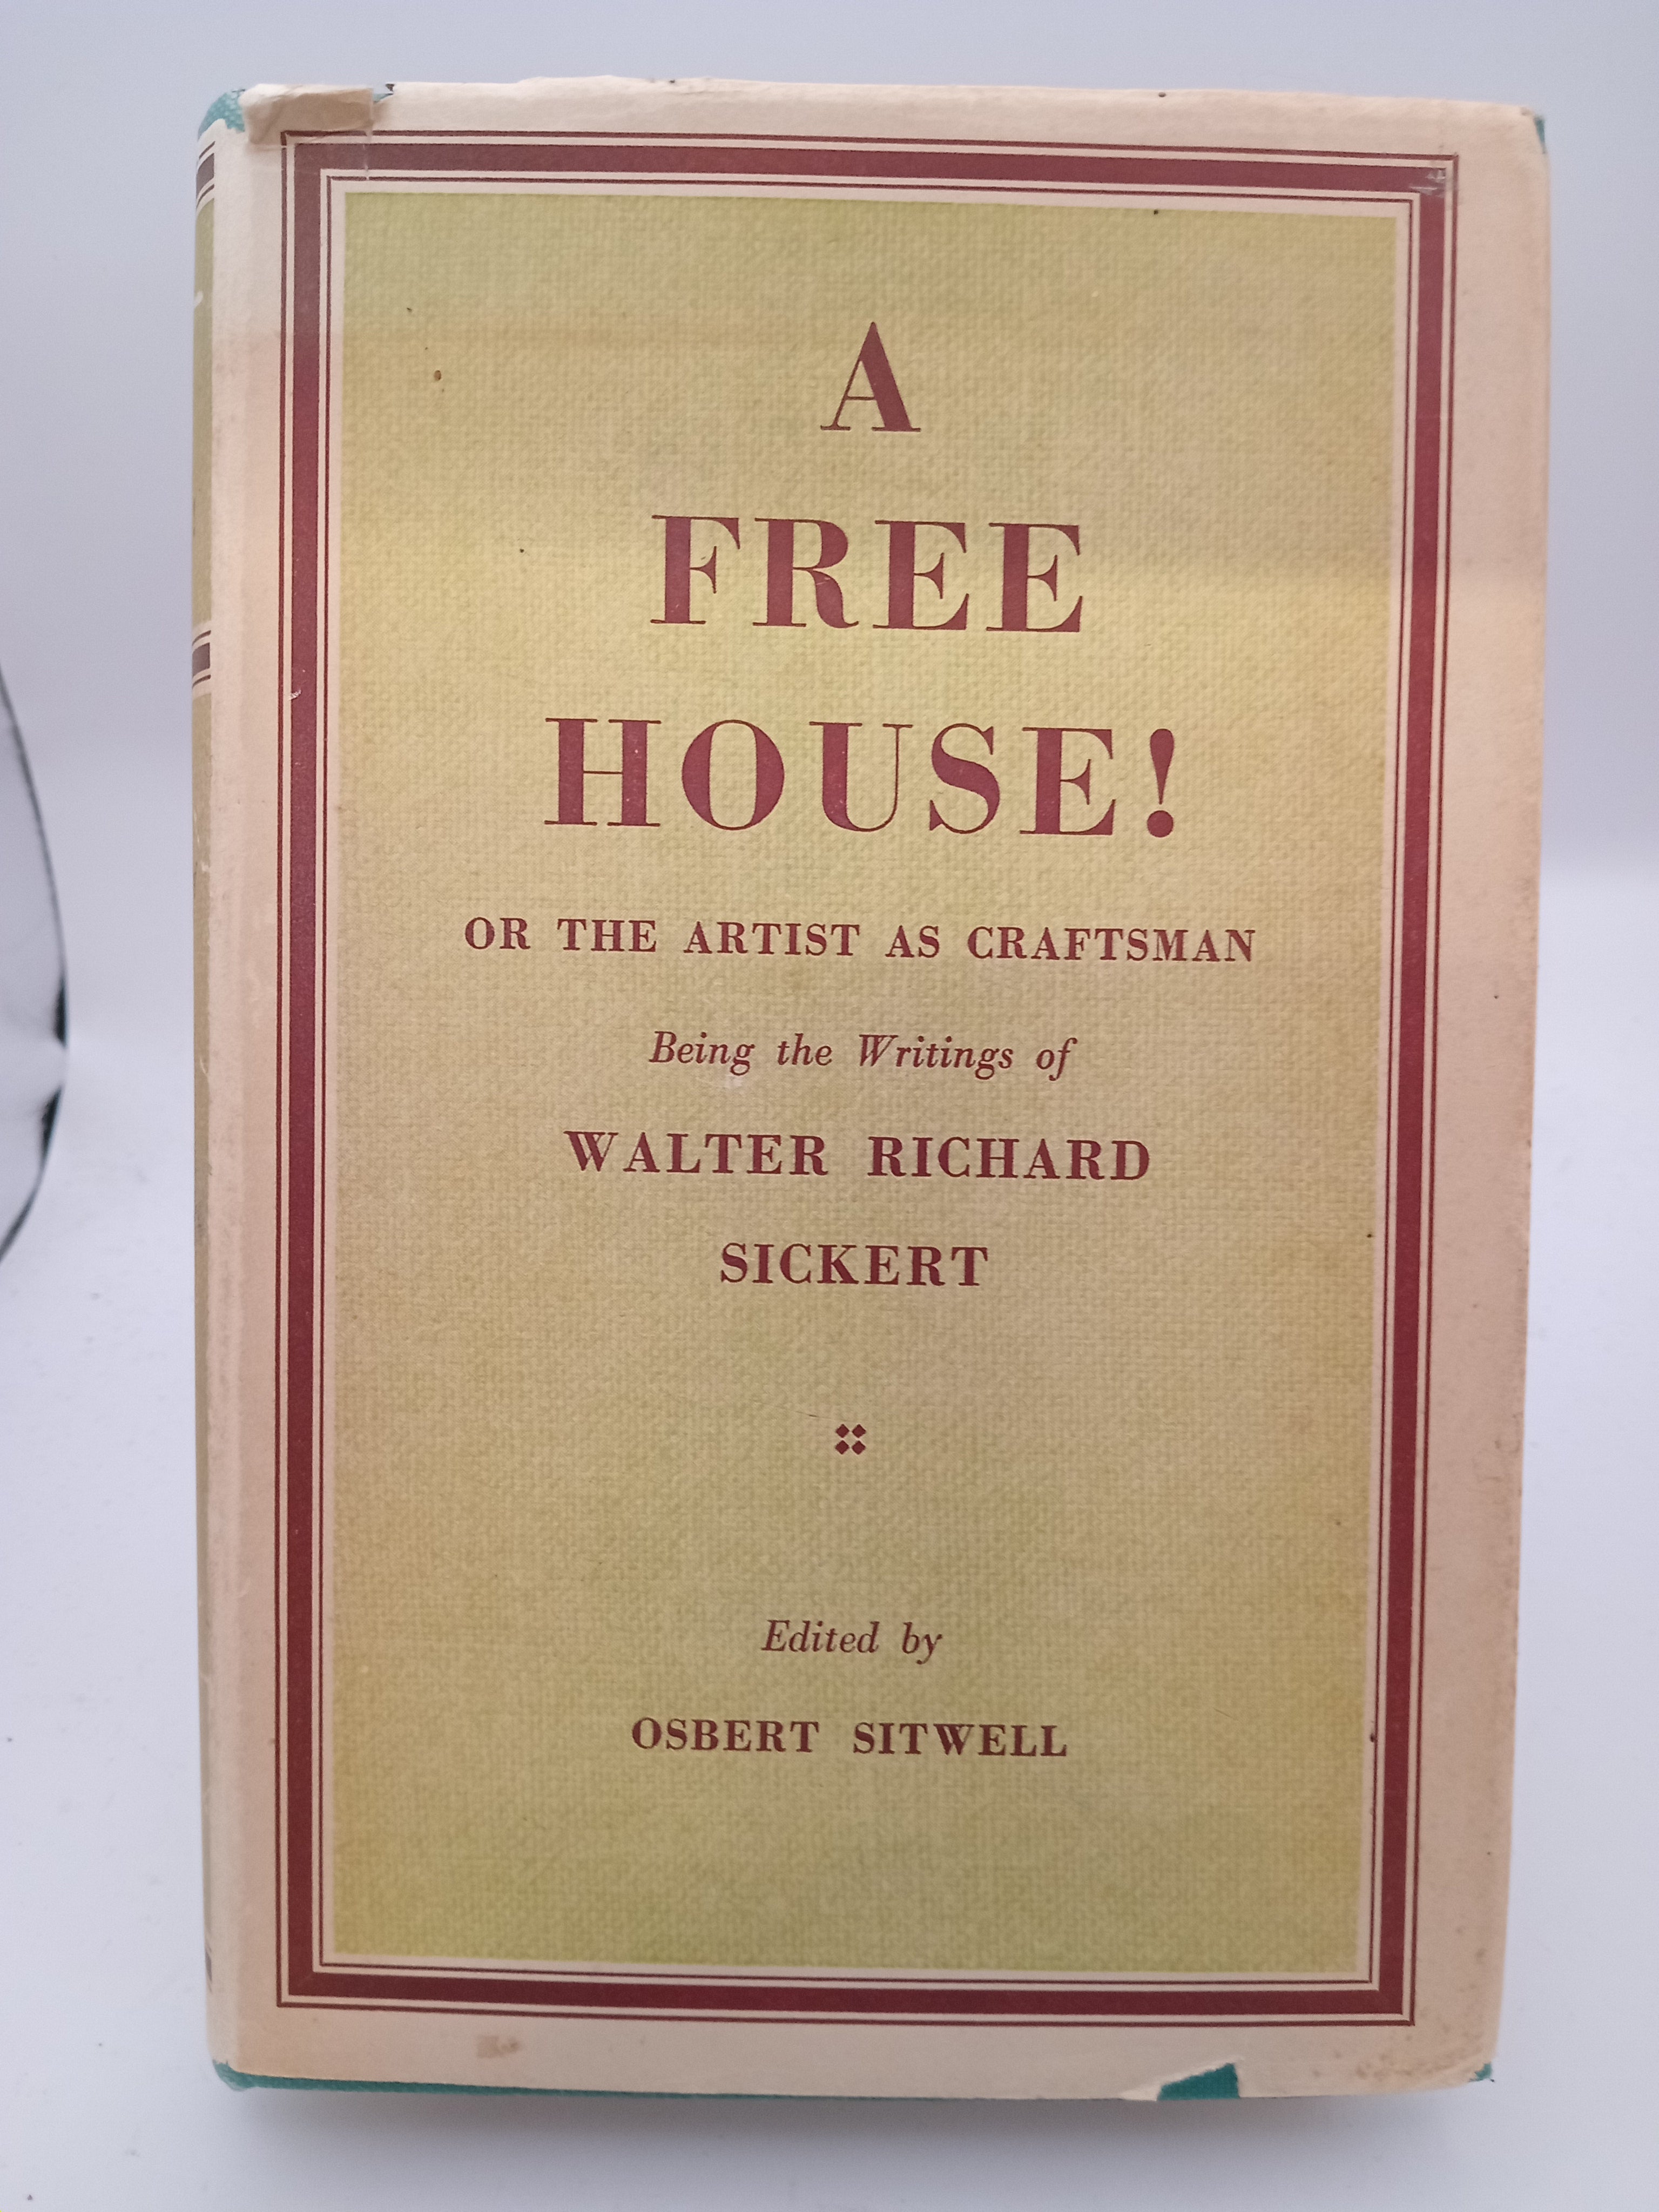 A
FREE
HOUSE!
OR THE ARTIST AS CRAFTSMAN
Being the Writings of
WALTER RICHARD
SICKERT
Edited by
OSBERT SITWELL